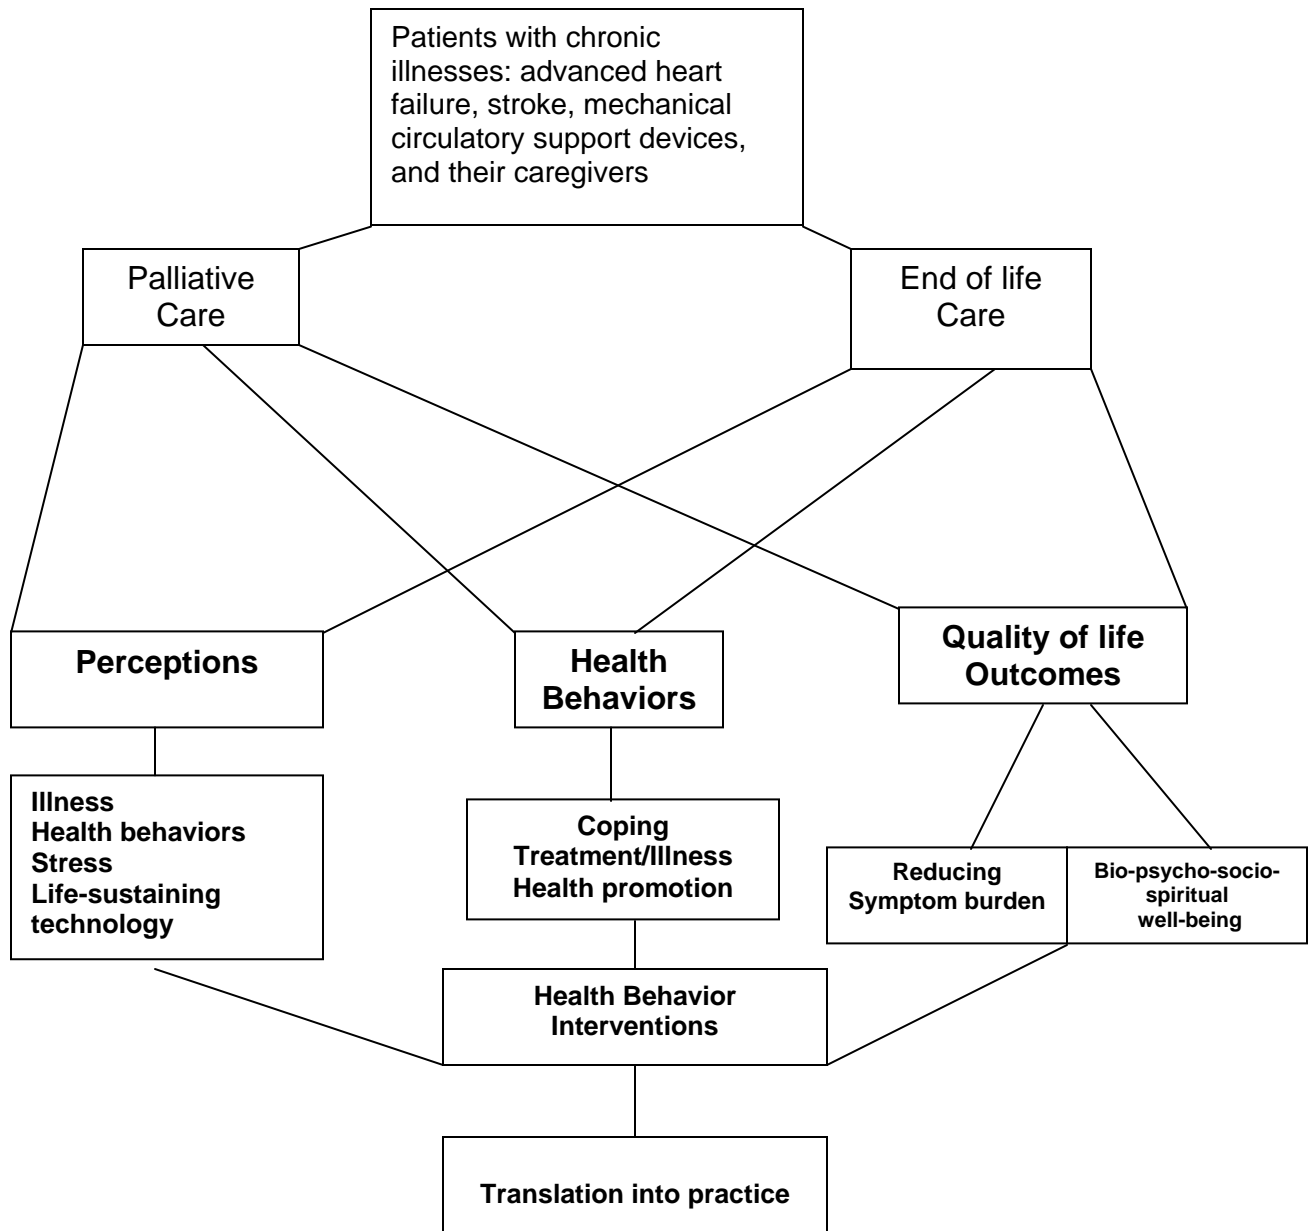 Patients with chronic
illnesses: advanced heart
failure, stroke, mechanical
circulatory support devices,
and their caregivers
Palliative
Care
End of life
Care
Perceptions
Health
Behaviors
Quality of life
Outcomes
Illness
Health behaviors
Stress
Life-sustaining
technology
Coping
Treatment/Illness
Health promotion
Reducing
Symptom burden
Bio-psycho-socio-
spiritual
well-being
Health Behavior
Interventions
Translation into practice